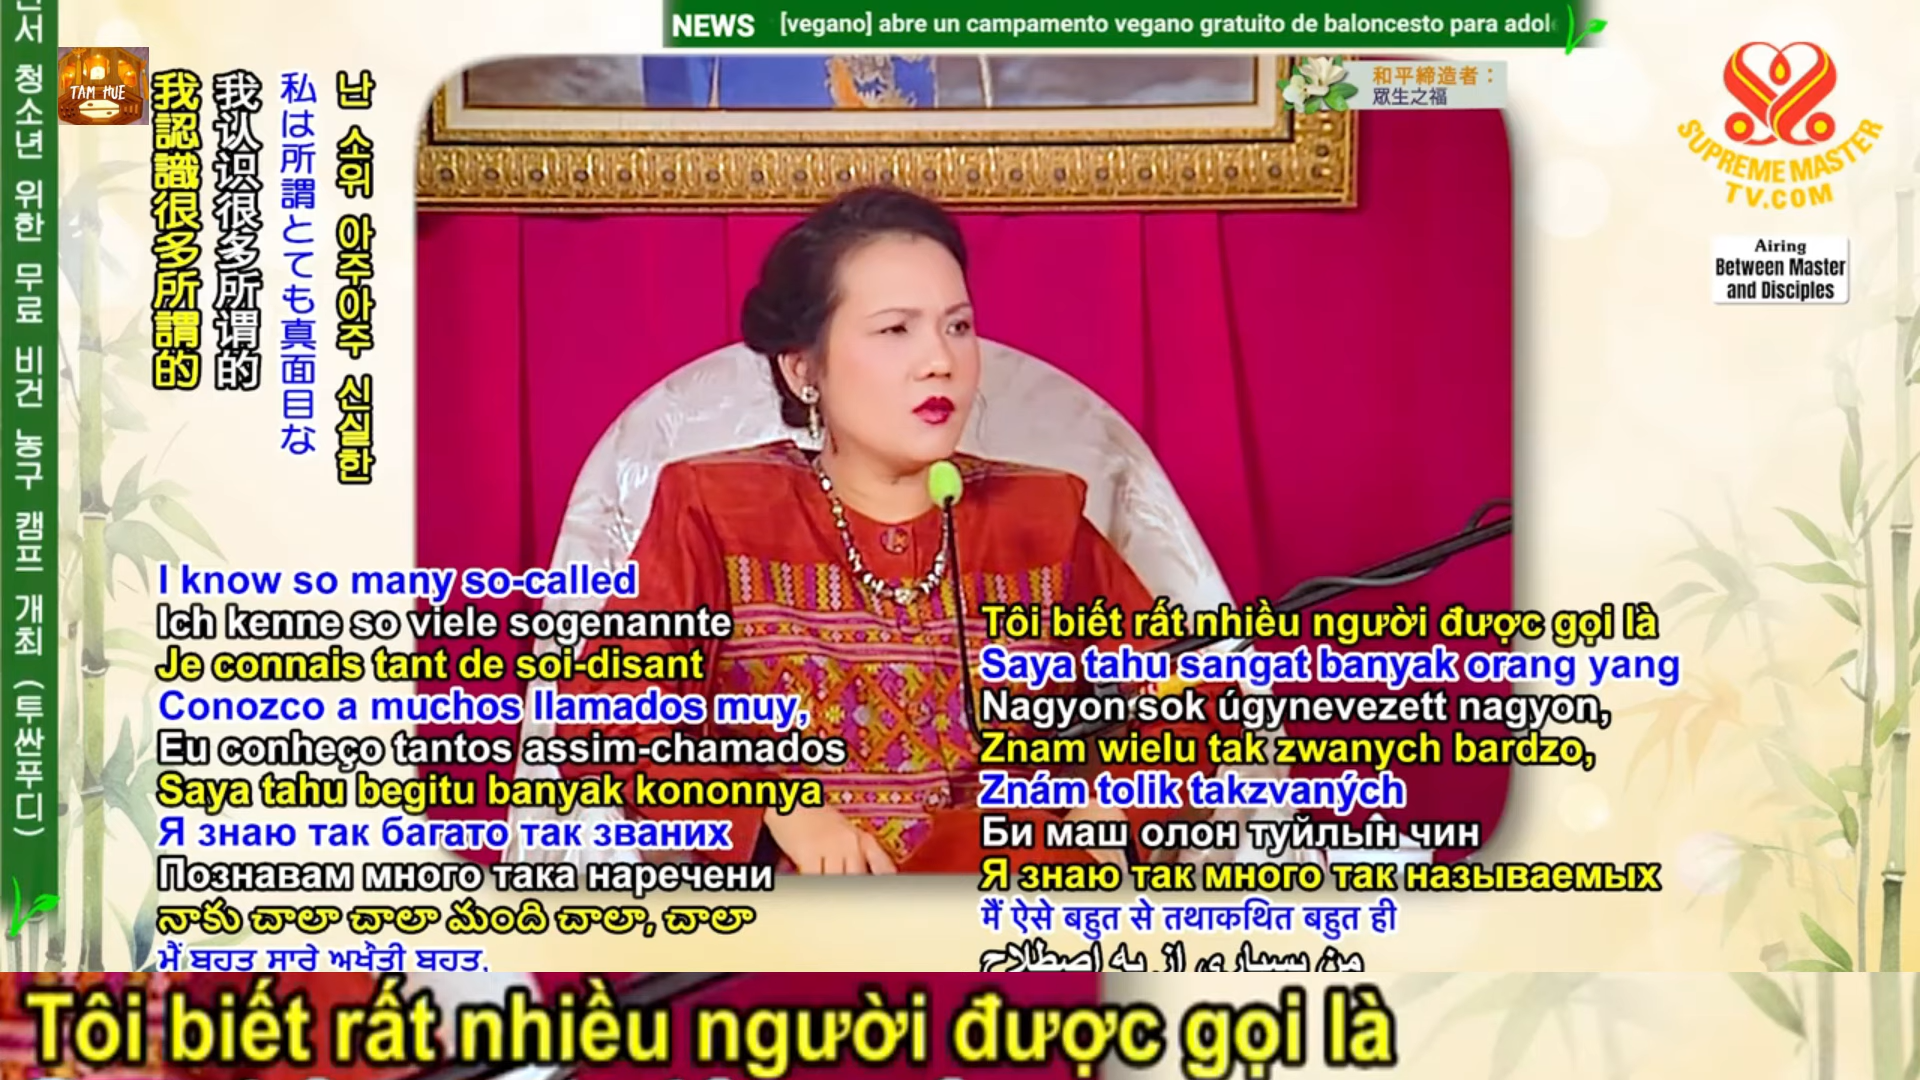 NEWS [vegano] abre un campamento vegano gratuito de baloncesto para adol
서 청소년 위한 무료 비건 농구 캠프 개최 (투싼푸디)
TAM HUE
我認識很多所謂的
我认识很多所谓的
私は所謂とても真面目な
난 소위 아주아주 신실한
和平締造者：
眾生之福
SUPREME MASTER
TV.COM
Airing
Between Master
and Disciples
I know so many so-called
Ich kenne so viele sogenannte
Je connais tant de soi-disant
Conozco a muchos llamados muy,
Eu conheço tantos assim-chamados
Saya tahu begitu banyak kononnya
Я знаю так багато так званих
Познавам много така наречени
నాకు చాలా చాలా మంది చాలా, చాలా
ਮੈਂ ਬਹੁਤ ਸਾਰੇ ਅਖੌਤੀ ਬਹੁਤ,
Tôi biết rất nhiều người được gọi là
Saya tahu sangat banyak orang yang
Nagyon sok úgynevezett nagyon,
Znam wielu tak zwanych bardzo,
Znám tolik takzvaných
Би маш олон туйлын чин
Я знаю так много так называемых
मैं ऐसे बहुत से तथाकथित बहुत ही
من بسیاری از به اصطلاح
Tôi biết rất nhiều người được gọi là